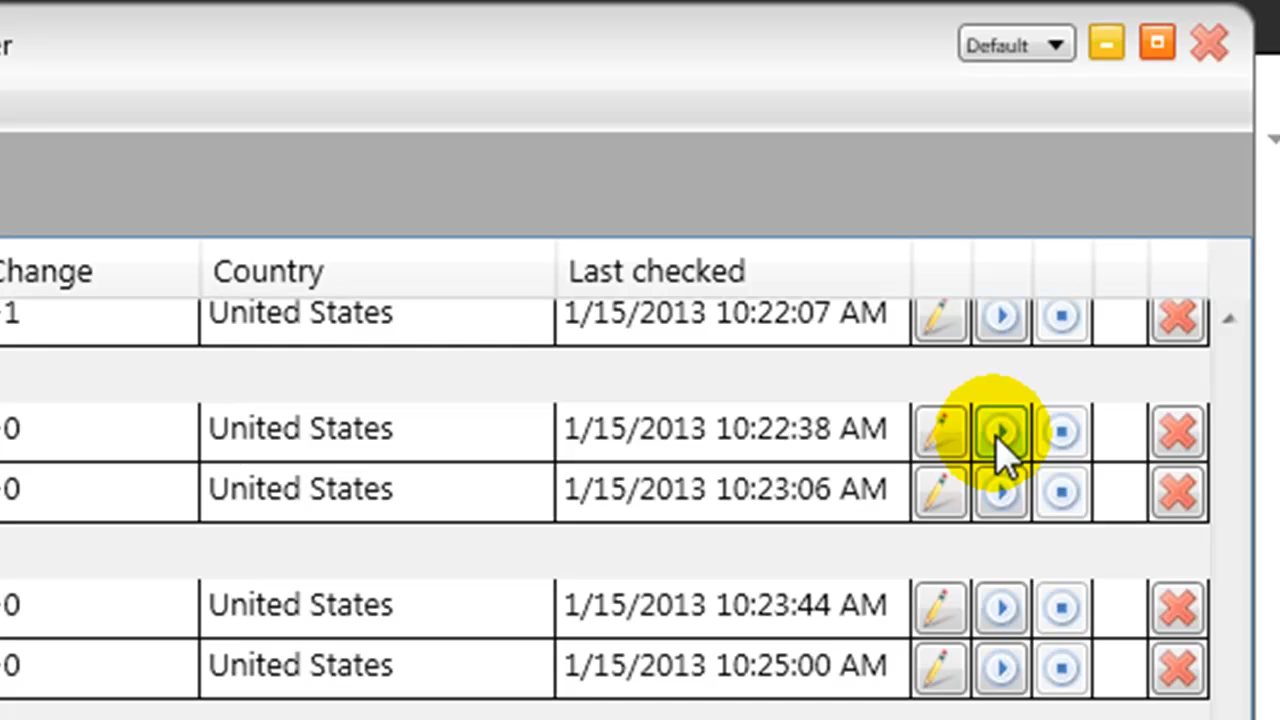 er
Default
Change Country Last checked
-1 United States 1/15/2013 10:22:07 AM
-0 United States 1/15/2013 10:22:38 AM
-0 United States 1/15/2013 10:23:06 AM
-0 United States 1/15/2013 10:23:44 AM
-0 United States 1/15/2013 10:25:00 AM